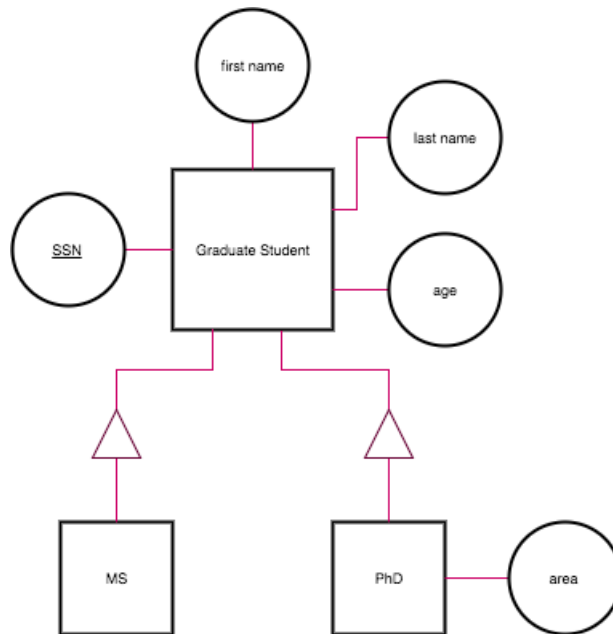 first name
last name
SSN
Graduate Student
age
MS
PhD
area